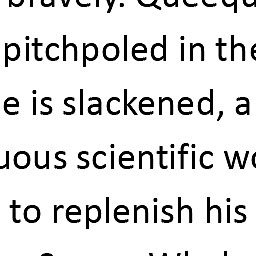 bravely. Queequ
pitchpoled in the
e is slackened, a
uous scientific wo
to replenish his